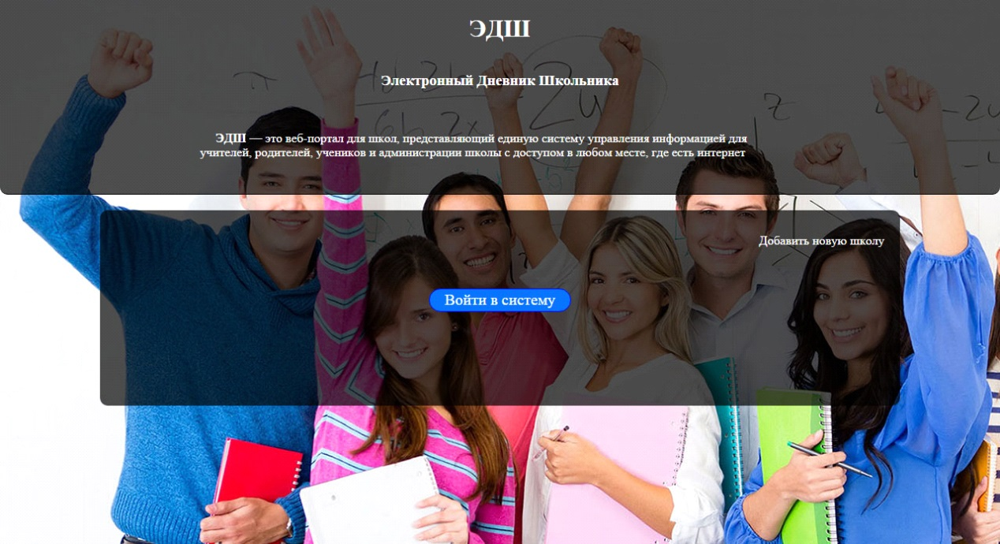 ЭДШ
Электронный Дневник Школьника
ЭДШ — это веб-портал для школ, представляющий единую систему управления информацией для
учителей, родителей, учеников и администрации школы с доступом в любом месте, где есть интернет
Добавить новую школу
Войти в систему